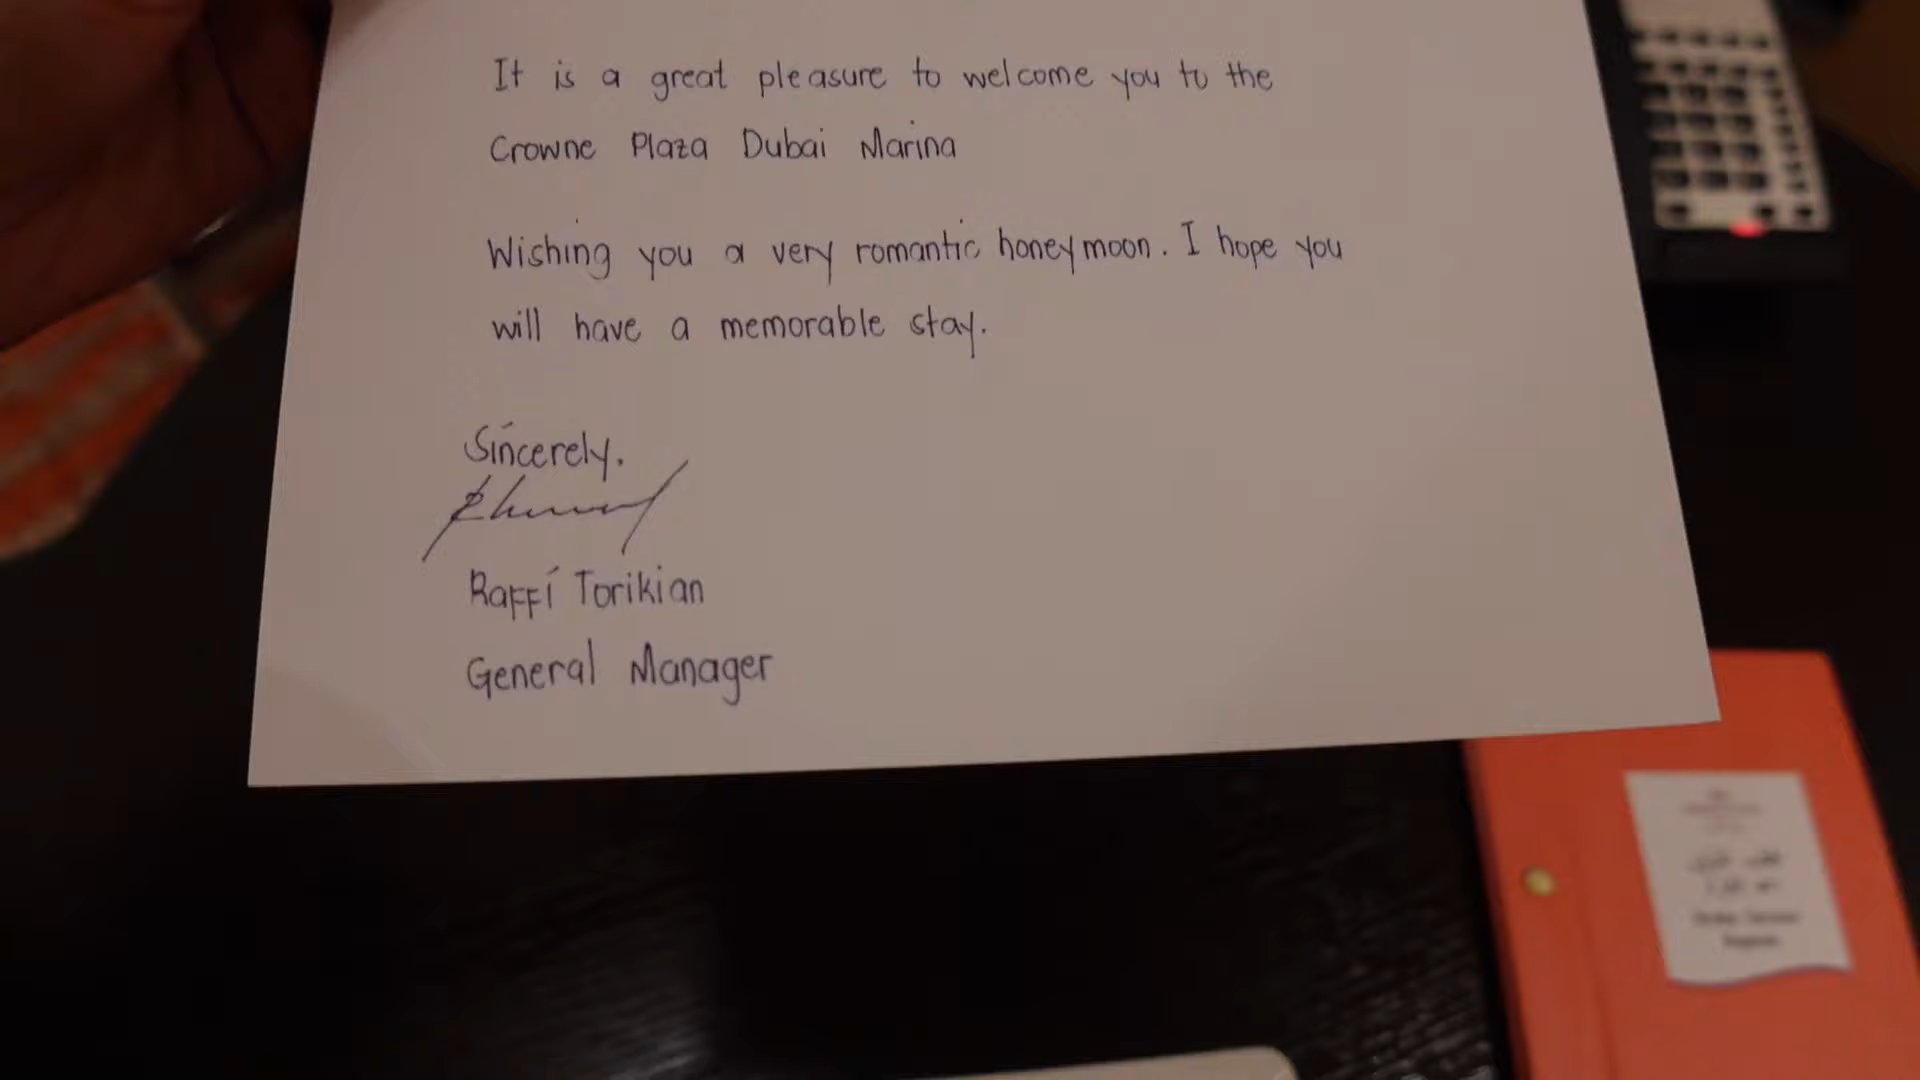 It is a great pleasure to welcome you to the
Crowne Plaza Dubai Marina
Wishing you a very romantic honeymoon. I hope you
will have a memorable stay.
Sincerely.
Raffi Torikian
General Manager